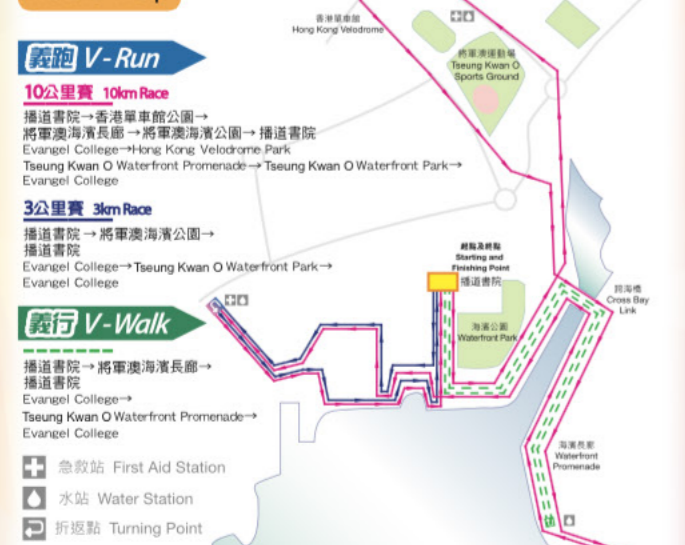 義跑 V-Run
10公里賽 10km Race
播道書院→香港單車館公園→
將軍澳海濱長廊→將軍澳海濱公園→播道書院
Evangel College→Hong Kong Velodrome Park
Tseung Kwan O Waterfront Promenade→Tseung Kwan O Waterfront Park→
Evangel College
3公里賽 3km Race
播道書院→將軍澳海濱公園→
播道書院
Evangel College→Tseung Kwan O Waterfront Park→
Evangel College
義行 V-Walk
播道書院→將軍澳海濱長廊→
播道書院
Evangel College→
Tseung Kwan O Waterfront Promenade→
Evangel College
急救站 First Aid Station
水站 Water Station
折返點 Turning Point
香港單車館
Hong Kong Velodrome
將軍澳運動場
Tseung Kwan O
Sports Ground
起點及終點
Starting and
Finishing Point
播道書院
海濱公園
Waterfront Park
跨海橋
Cross Bay
Link
海濱長廊
Waterfront
Promenade